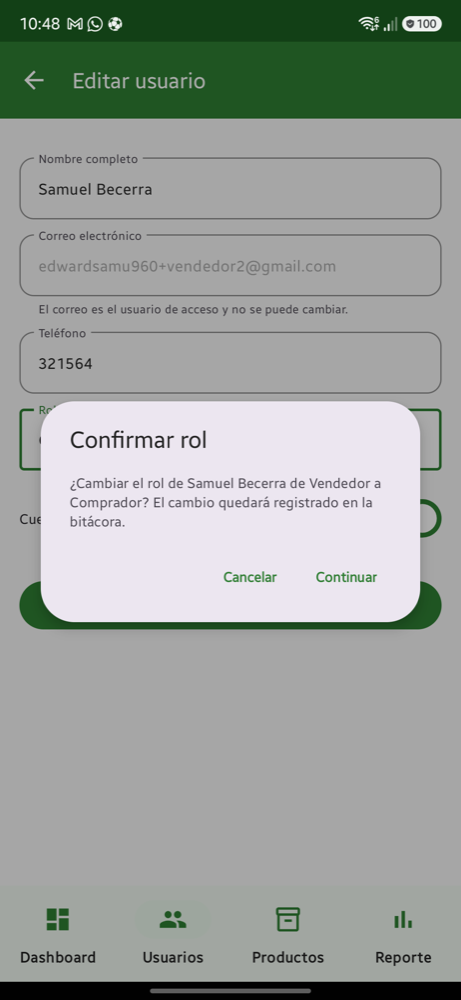 10:48
100
Editar usuario
Nombre completo
Samuel Becerra
Correo electrónico
edwardsamu960+vendedor2@gmail.com
El correo es el usuario de acceso y no se puede cambiar.
Teléfono
321564
Confirmar rol
¿Cambiar el rol de Samuel Becerra de Vendedor a
Comprador? El cambio quedará registrado en la
bitácora.
Cancelar
Continuar
Dashboard
Usuarios
Productos
Reporte